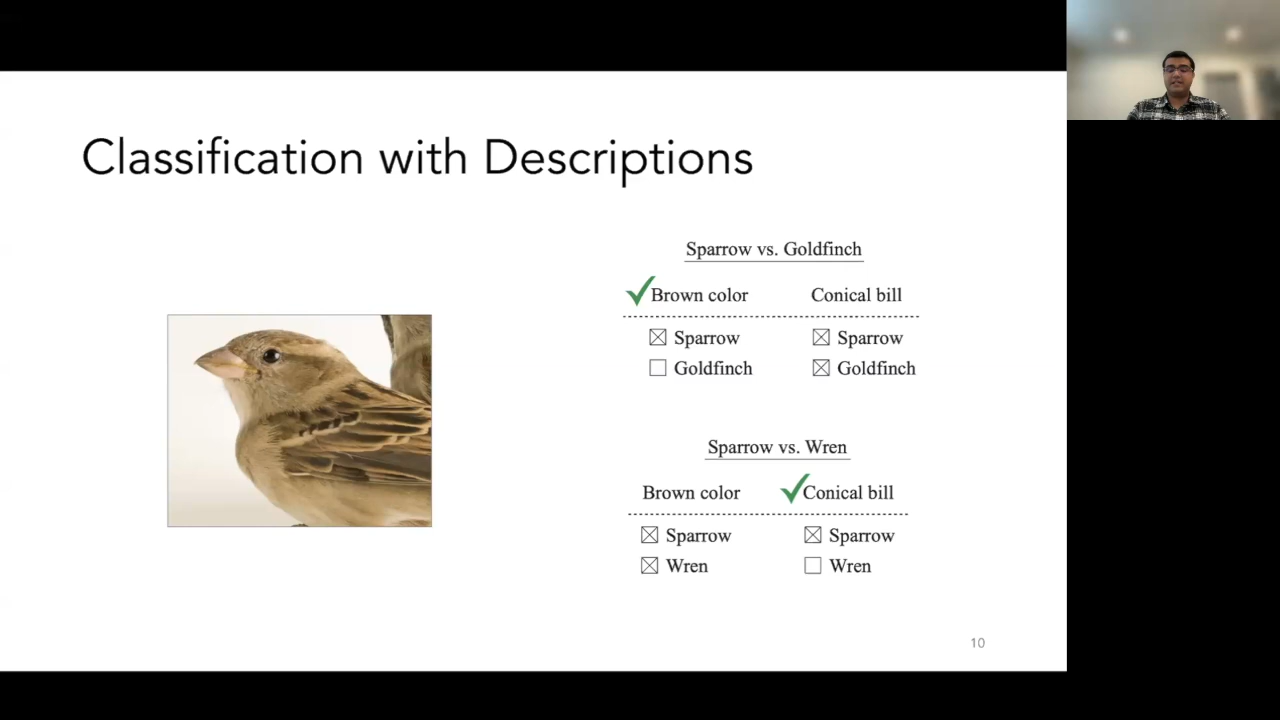 Classification with Descriptions
Sparrow vs. Goldfinch
Brown color Conical bill
Sparrow Sparrow
Goldfinch Goldfinch
Sparrow vs. Wren
Brown color Conical bill
Sparrow Sparrow
Wren Wren
10